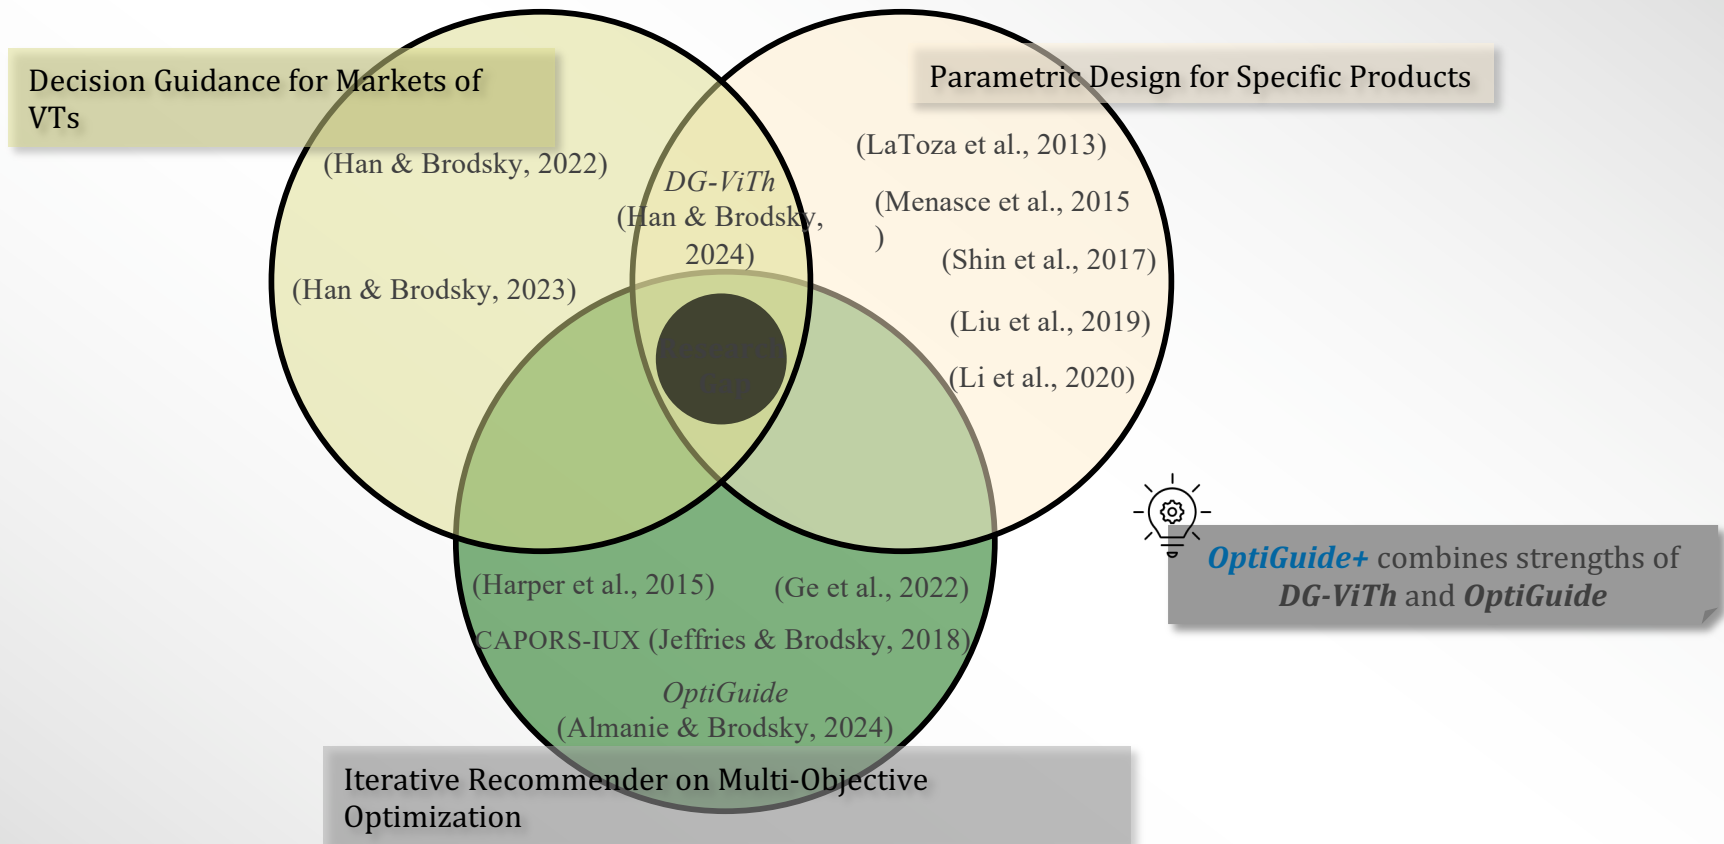 Decision Guidance for Markets of
VTs
Parametric Design for Specific Products
(Han & Brodsky, 2022)
(Han & Brodsky, 2023)
DG-ViTh
(Han & Brodsky,
2024)
(LaToza et al., 2013)
(Menasce et al., 2015
)
(Shin et al., 2017)
(Liu et al., 2019)
(Li et al., 2020)
Research
Gap
(Harper et al., 2015)
(Ge et al., 2022)
CAPORS-IUX (Jeffries & Brodsky, 2018)
OptiGuide
(Almanie & Brodsky, 2024)
Iterative Recommender on Multi-Objective
Optimization
OptiGuide+ combines strengths of
DG-ViTh and OptiGuide